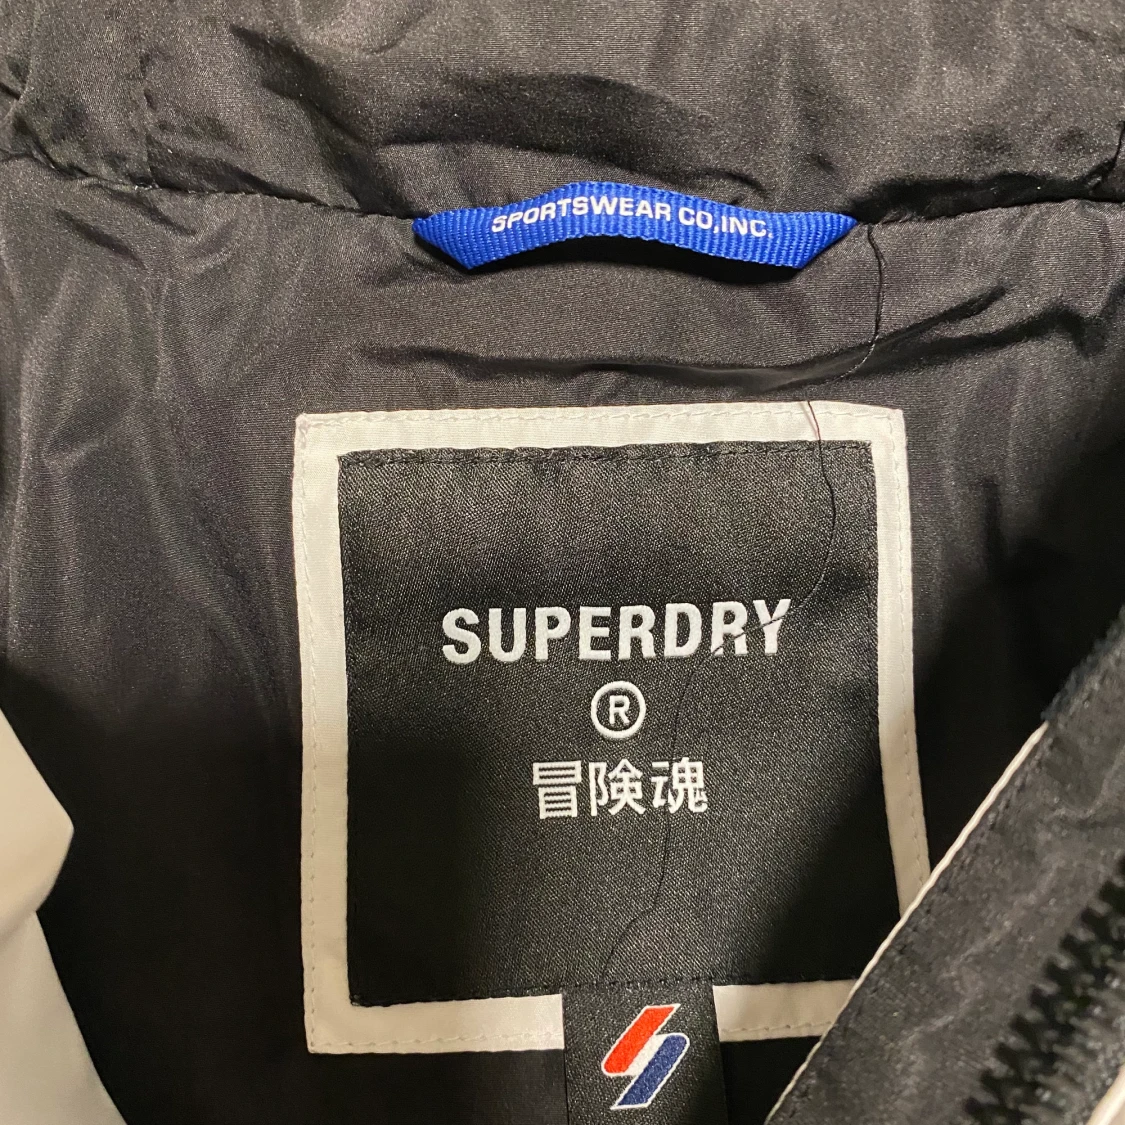 SPORTSWEAR CO,INC.
SUPERDRY
®
冒険魂